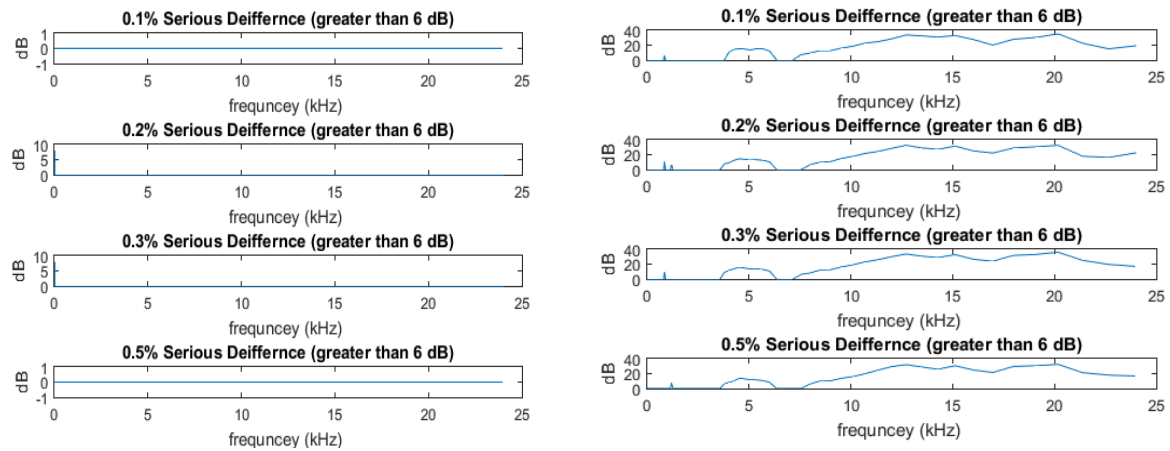 0.1% Serious Deiffernce (greater than 6 dB)
dB
1
0
-1
0 5 10 15 20 25
frequncey (kHz)
0.2% Serious Deiffernce (greater than 6 dB)
dB
10
5
0
0 5 10 15 20 25
frequncey (kHz)
0.3% Serious Deiffernce (greater than 6 dB)
dB
10
5
0
0 5 10 15 20 25
frequncey (kHz)
0.5% Serious Deiffernce (greater than 6 dB)
dB
1
0
-1
0 5 10 15 20 25
frequncey (kHz)
0.1% Serious Deiffernce (greater than 6 dB)
dB
40
20
0
0 5 10 15 20 25
frequncey (kHz)
0.2% Serious Deiffernce (greater than 6 dB)
dB
40
20
0
0 5 10 15 20 25
frequncey (kHz)
0.3% Serious Deiffernce (greater than 6 dB)
dB
40
20
0
0 5 10 15 20 25
frequncey (kHz)
0.5% Serious Deiffernce (greater than 6 dB)
dB
40
20
0
0 5 10 15 20 25
frequncey (kHz)